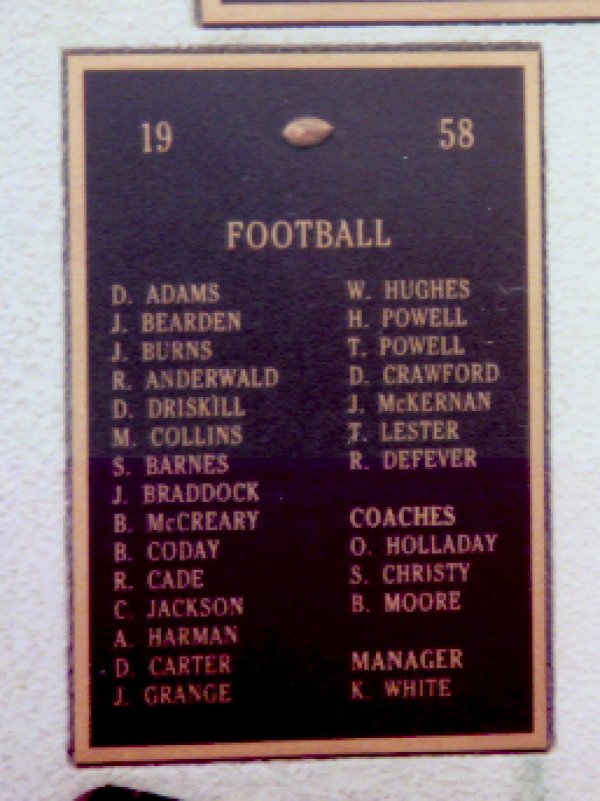 19 58
FOOTBALL
D. ADAMS
J. BEARDEN
J. BURNS
R. ANDERWALD
D. DRISKILL
M. COLLINS
S. BARNES
J. BRADDOCK
B. McCREARY
B. CODAY
R. CADE
C. JACKSON
A. HARMAN
D. CARTER
J. GRANGE
W. HUGHES
H. POWELL
T. POWELL
D. CRAWFORD
J. McKERNAN
T. LESTER
R. DEFEVER
COACHES
O. HOLLADAY
S. CHRISTY
B. MOORE
MANAGER
K. WHITE